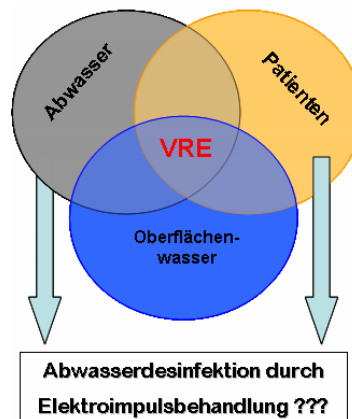 Abwasser
Patienten
VRE
Oberflächen-
wasser
Abwasserdesinfektion durch
Elektroimpulsbehandlung ???